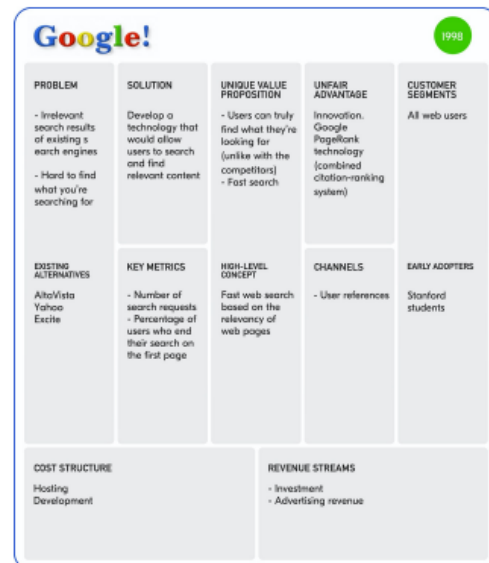 Google!
1998
PROBLEM
- Irrelevant
search results
of existing s
earch engines
- Hard to find
what you're
searching for
SOLUTION
Develop a
technology that
would allow
users to search
and find
relevant content
UNIQUE VALUE
PROPOSITION
- Users can truly
find what they're
looking for
(unlike with the
competitors)
- Fast search
UNFAIR
ADVANTAGE
Innovation.
Google
PageRank
technology
(combined
citation-ranking
system)
CUSTOMER
SEGMENTS
All web users
EXISTING
ALTERNATIVES
AltaVista
Yahoo
Excite
KEY METRICS
- Number of
search requests
- Percentage of
users who end
their search on
the first page
HIGH-LEVEL
CONCEPT
Fast web search
based on the
relevancy of
web pages
CHANNELS
- User references
EARLY ADOPTERS
Stanford
students
COST STRUCTURE
Hosting
Development
REVENUE STREAMS
- Investment
- Advertising revenue